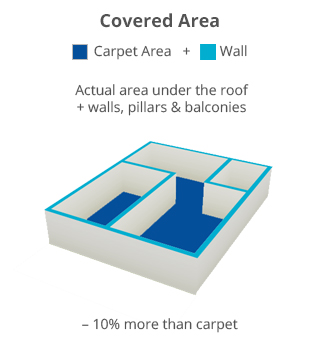 Covered Area
Carpet Area + Wall
Actual area under the roof
+ walls, pillars & balconies
– 10% more than carpet